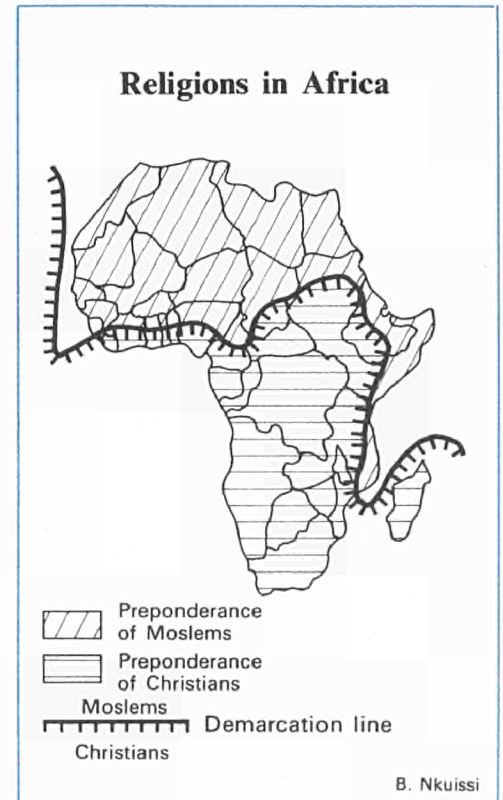 Religions in Africa
Preponderance
of Moslems
Preponderance
of Christians
Moslems
Demarcation line
Christians
B. Nkuissi